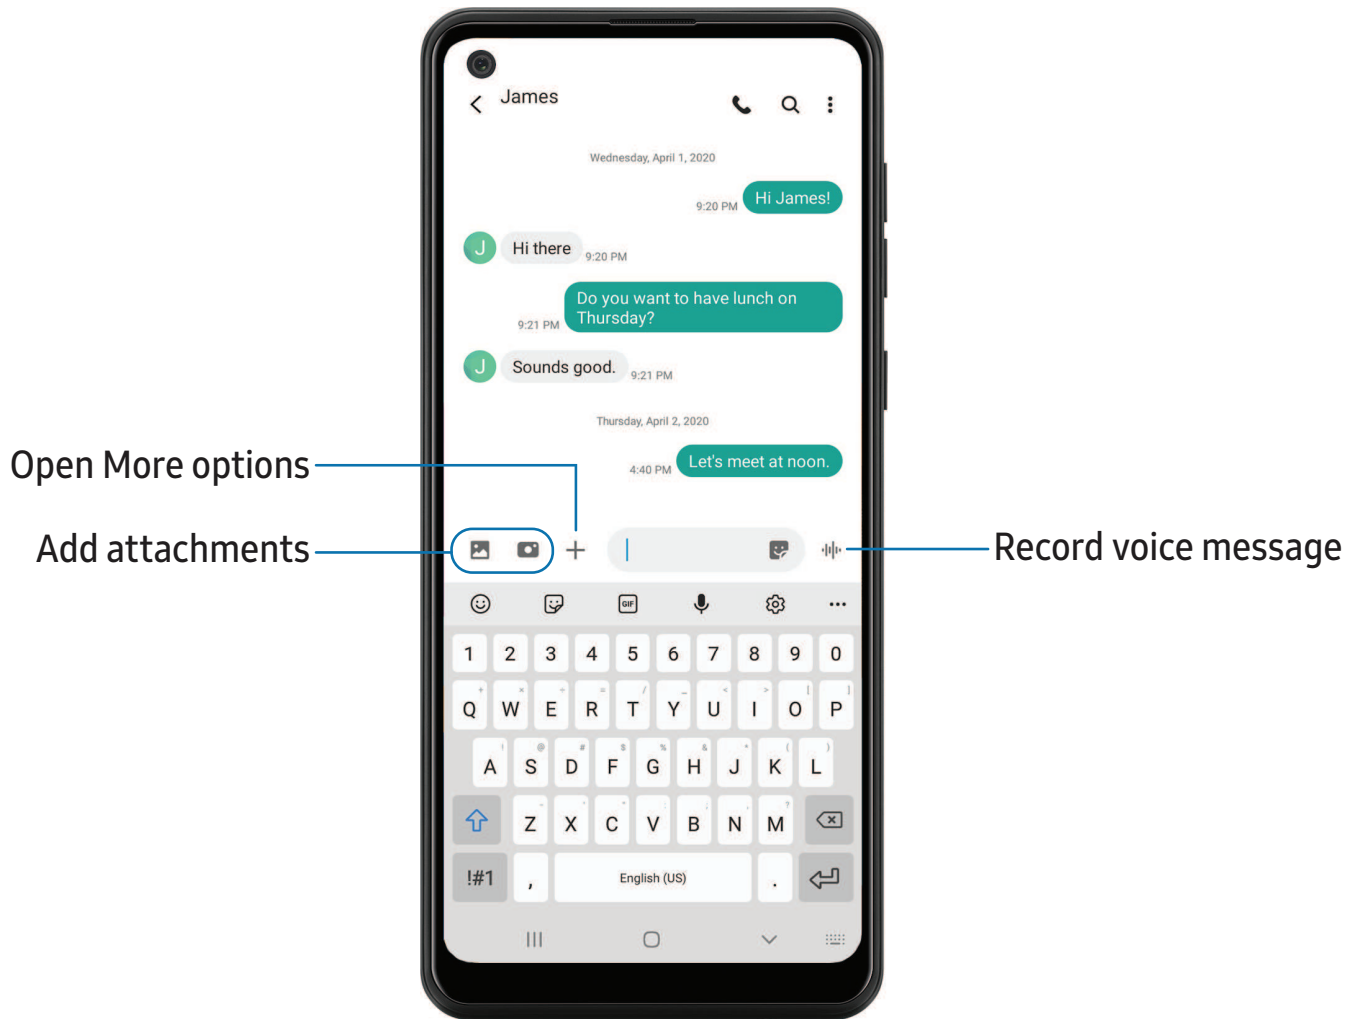 James
Wednesday, April 1, 2020
Hi James!
9:20 PM
J
Hi there
9:20 PM
Do you want to have lunch on
Thursday?
9:21 PM
J
Sounds good.
9:21 PM
Thursday, April 2, 2020
Let's meet at noon.
4:40 PM
Open More options
Add attachments
Record voice message
GIF
1 2 3 4 5 6 7 8 9 0
+ × ÷ = / _ < > [ ]
Q W E R T Y U I O P
! @ # $ % & * ( )
A S D F G H J K L
Z X C V B N M
!#1 , English (US) .